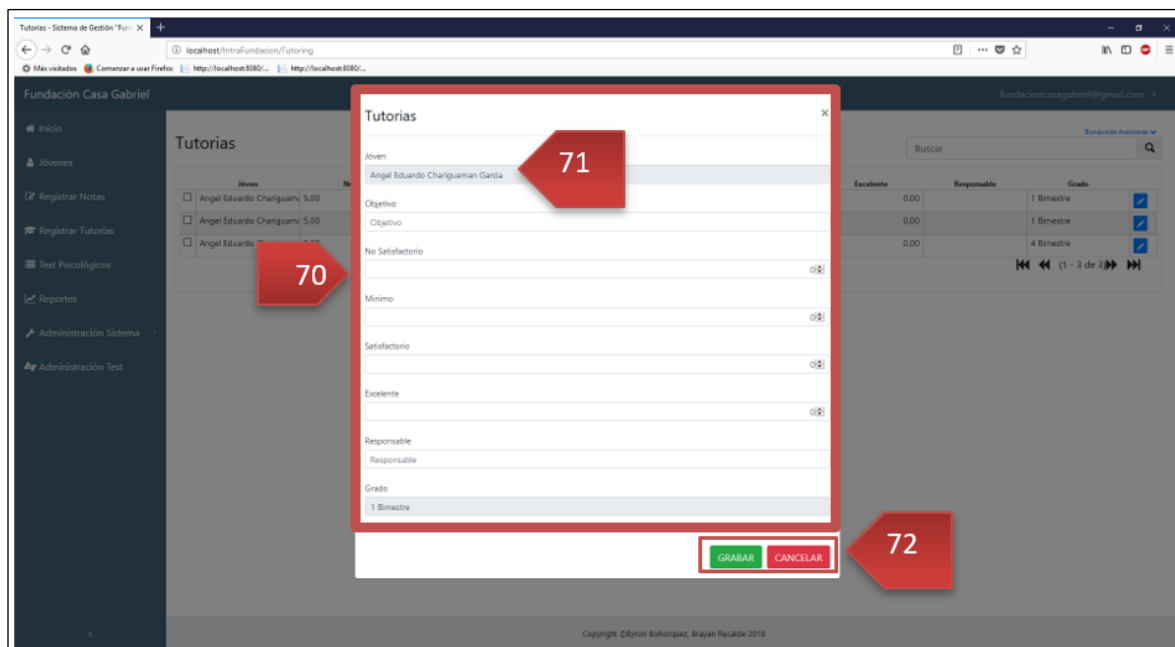 Tutorias - Sistema de Gestión "Fun
localhost/IntraFundacion/Tutoring
Más visitados Comenzar a usar Firefox http://localhost:8080/... http://localhost:8080/...
Fundación Casa Gabriel
fundacioncasagabriel@gmail.com
Inicio
Jóvenes
Registrar Notas
Registrar Tutorías
Test Psicológicos
Reportes
Administración Sistema
Administración Test
Tutorias
Busqueda Avanzada
Buscar
Jóven Excelente Responsable Grado
Angel Eduardo Chariguam 5.00 0.00 1 Bimestre
Angel Eduardo Chariguam 5.00 0.00 1 Bimestre
Angel Eduardo 0.00 4 Bimestre
(1 - 3 de 3)
Tutorias
×
Jóven
Angel Eduardo Chariguaman Garcia
71
Objetivo
Objetivo
No Satisfactorio
0
70
Minimo
0
Satisfactorio
0
Excelente
0
Responsable
Responsable
Grado
1 Bimestre
GRABAR CANCELAR
72
Copyright ©Byron Bohorquez, Brayan Recalde 2018